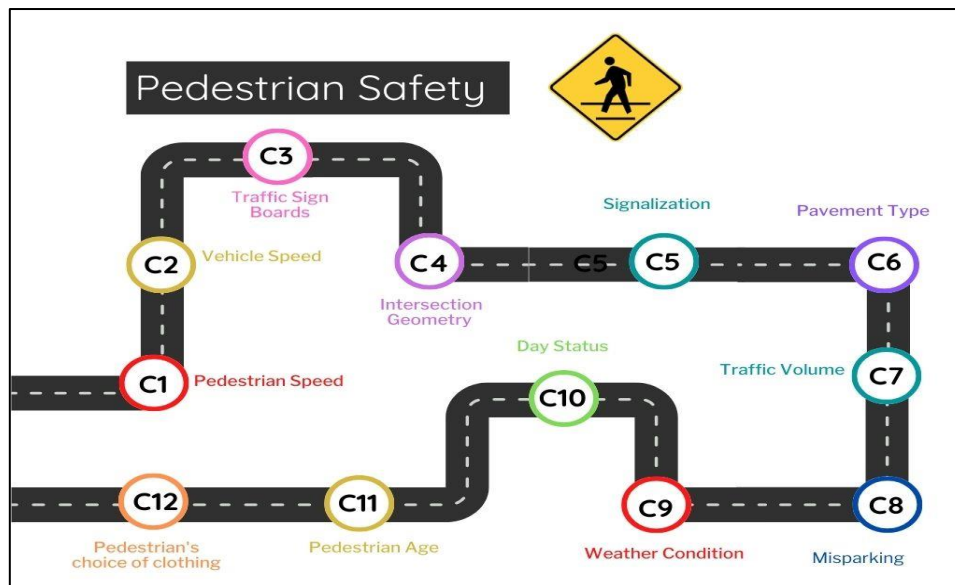 Pedestrian Safety
C3
Traffic Sign
Boards
Signalization
Pavement Type
C2
Vehicle Speed
C4
C5
C5
C6
Intersection
Geometry
Day Status
C1
Pedestrian Speed
Traffic Volume
C7
C10
C12
C11
C9
C8
Pedestrian's
choice of clothing
Pedestrian Age
Weather Condition
Misparking